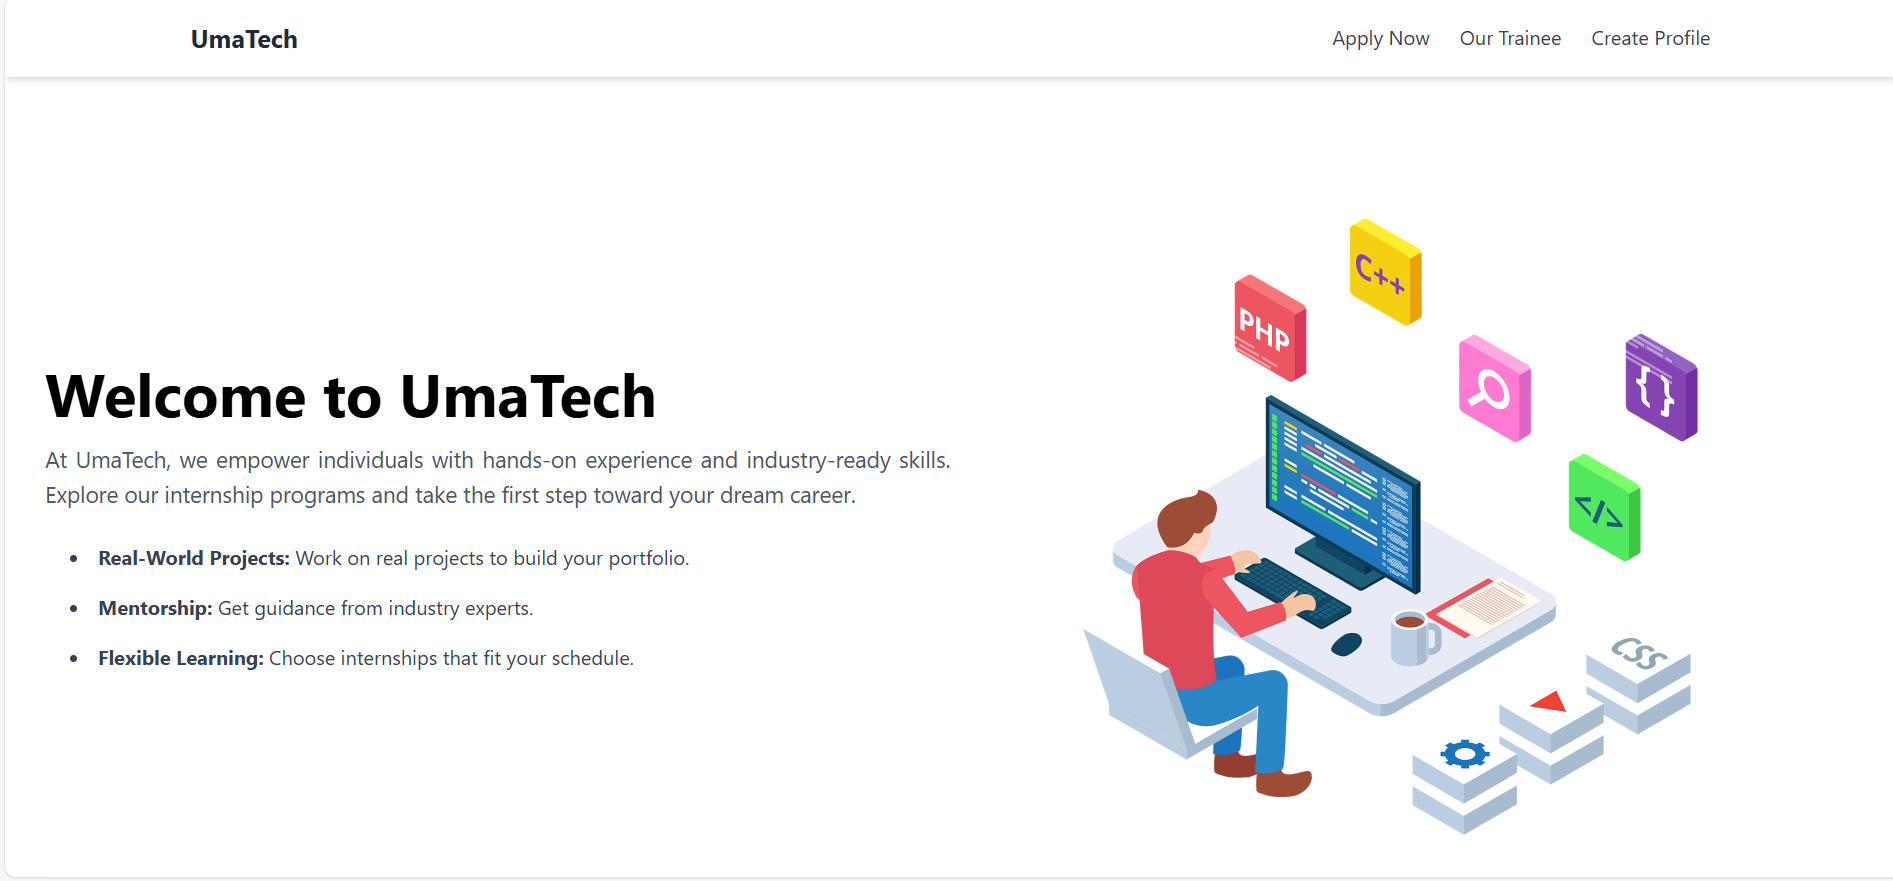 UmaTech
Apply Now Our Trainee Create Profile
C++
PHP
{}
Welcome to UmaTech
At UmaTech, we empower individuals with hands-on experience and industry-ready skills.
Explore our internship programs and take the first step toward your dream career.
</>
• Real-World Projects: Work on real projects to build your portfolio.
• Mentorship: Get guidance from industry experts.
• Flexible Learning: Choose internships that fit your schedule.
CSS